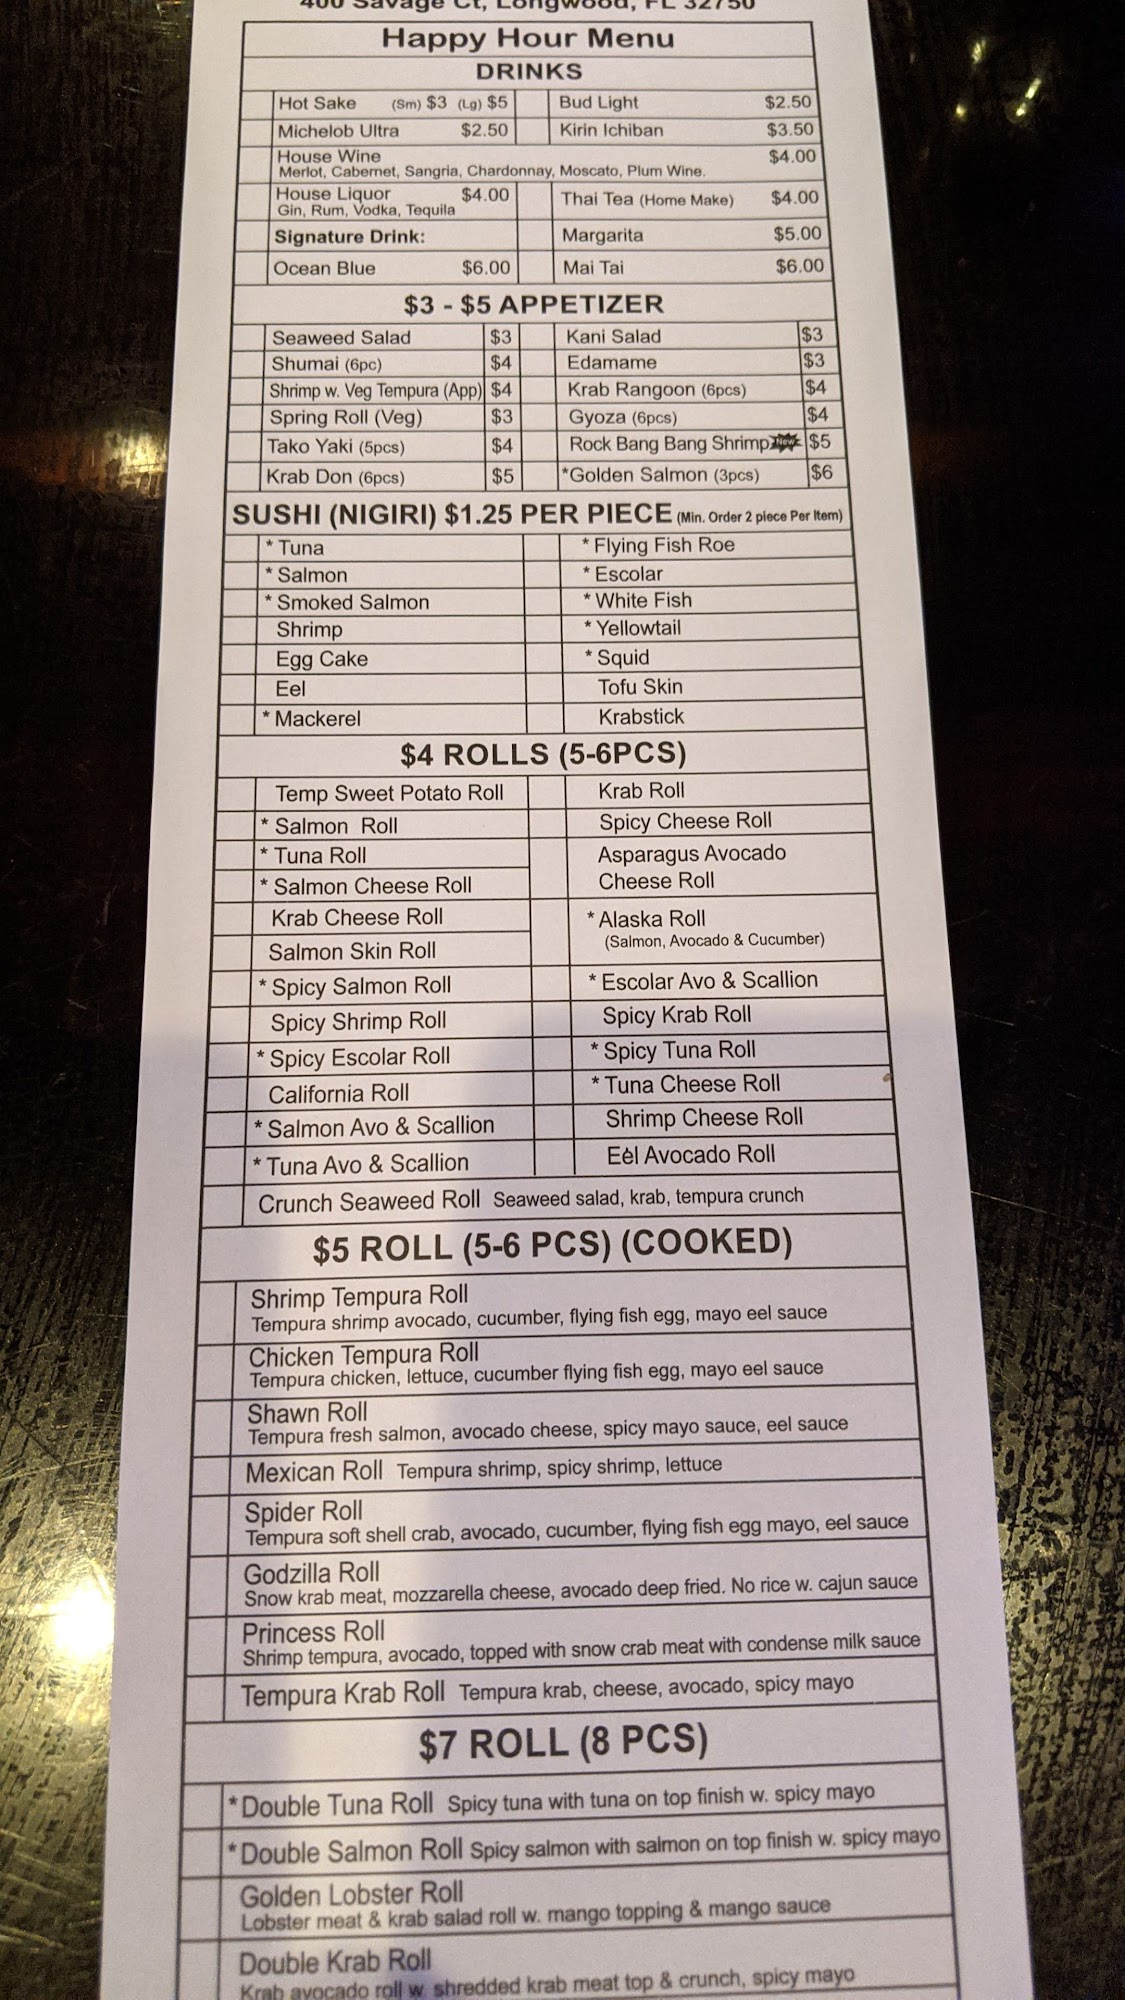 400 Savage Ct, Longwood, FL 32750
Happy Hour Menu
DRINKS
Hot Sake (Sm) $3 (Lg) $5 Bud Light $2.50
Michelob Ultra $2.50 Kirin Ichiban $3.50
House Wine $4.00
Merlot, Cabernet, Sangria, Chardonnay, Moscato, Plum Wine.
House Liquor $4.00 Thai Tea (Home Make) $4.00
Gin, Rum, Vodka, Tequila
Signature Drink: Margarita $5.00
Ocean Blue $6.00 Mai Tai $6.00
$3 - $5 APPETIZER
Seaweed Salad $3 Kani Salad $3
Shumai (6pc) $4 Edamame $3
Shrimp w. Veg Tempura (App) $4 Krab Rangoon (6pcs) $4
Spring Roll (Veg) $3 Gyoza (6pcs) $4
Tako Yaki (5pcs) $4 Rock Bang Bang Shrimp New $5
Krab Don (6pcs) $5 *Golden Salmon (3pcs) $6
SUSHI (NIGIRI) $1.25 PER PIECE (Min. Order 2 piece Per Item)
* Tuna * Flying Fish Roe
* Salmon * Escolar
* Smoked Salmon * White Fish
Shrimp * Yellowtail
Egg Cake * Squid
Eel Tofu Skin
* Mackerel Krabstick
$4 ROLLS (5-6PCS)
Temp Sweet Potato Roll Krab Roll
* Salmon Roll Spicy Cheese Roll
* Tuna Roll Asparagus Avocado
* Salmon Cheese Roll Cheese Roll
Krab Cheese Roll * Alaska Roll
Salmon Skin Roll (Salmon, Avocado & Cucumber)
* Spicy Salmon Roll * Escolar Avo & Scallion
Spicy Shrimp Roll Spicy Krab Roll
* Spicy Escolar Roll * Spicy Tuna Roll
California Roll * Tuna Cheese Roll
* Salmon Avo & Scallion Shrimp Cheese Roll
* Tuna Avo & Scallion Eel Avocado Roll
Crunch Seaweed Roll Seaweed salad, krab, tempura crunch
$5 ROLL (5-6 PCS) (COOKED)
Shrimp Tempura Roll
Tempura shrimp avocado, cucumber, flying fish egg, mayo eel sauce
Chicken Tempura Roll
Tempura chicken, lettuce, cucumber flying fish egg, mayo eel sauce
Shawn Roll
Tempura fresh salmon, avocado cheese, spicy mayo sauce, eel sauce
Mexican Roll Tempura shrimp, spicy shrimp, lettuce
Spider Roll
Tempura soft shell crab, avocado, cucumber, flying fish egg mayo, eel sauce
Godzilla Roll
Snow krab meat, mozzarella cheese, avocado deep fried. No rice w. cajun sauce
Princess Roll
Shrimp tempura, avocado, topped with snow crab meat with condense milk sauce
Tempura Krab Roll Tempura krab, cheese, avocado, spicy mayo
$7 ROLL (8 PCS)
*Double Tuna Roll Spicy tuna with tuna on top finish w. spicy mayo
*Double Salmon Roll Spicy salmon with salmon on top finish w. spicy mayo
Golden Lobster Roll
Lobster meat & krab salad roll w. mango topping & mango sauce
Double Krab Roll
Krab avocado roll w shredded krab meat top & crunch, spicy mayo